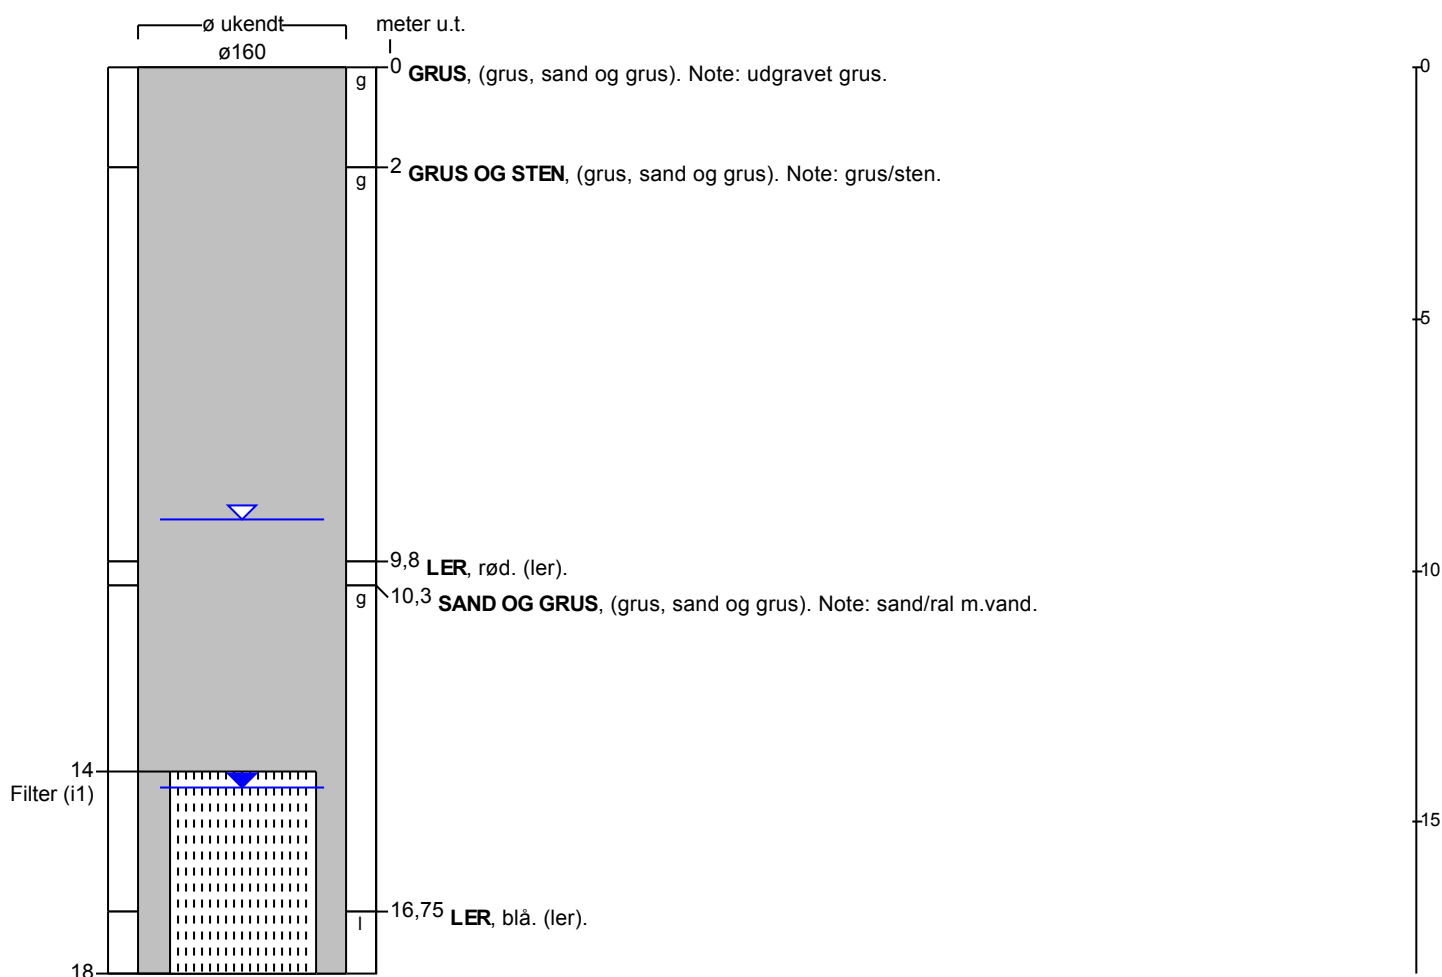 ø ukendt meter u.t.
ø160
0 GRUS, (grus, sand og grus). Note: udgravet grus. 0
g
2 GRUS OG STEN, (grus, sand og grus). Note: grus/sten.
g
5
9,8 LER, rød. (ler). 10
g 10,3 SAND OG GRUS, (grus, sand og grus). Note: sand/ral m.vand.
14
Filter (i1)
15
16,75 LER, blå. (ler).
l
18